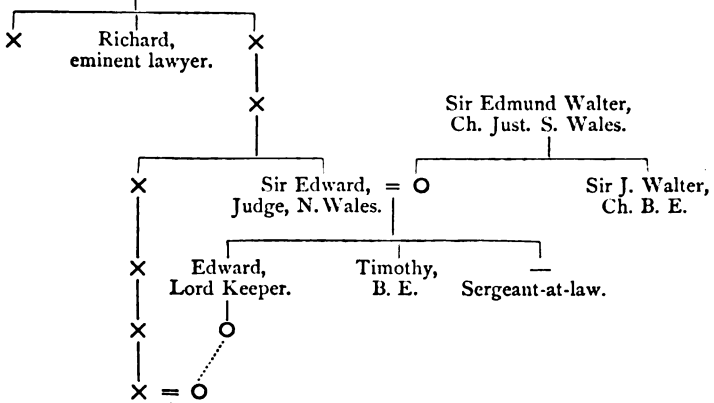 Richard,
eminent lawyer.
Sir Edmund Walter,
Ch. Just. S. Wales.
Sir Edward, =
Judge, N. Wales.
Sir J. Walter,
Ch. B. E.
Edward,
Lord Keeper.
Timothy,
B. E.
—
Sergeant-at-law.
=